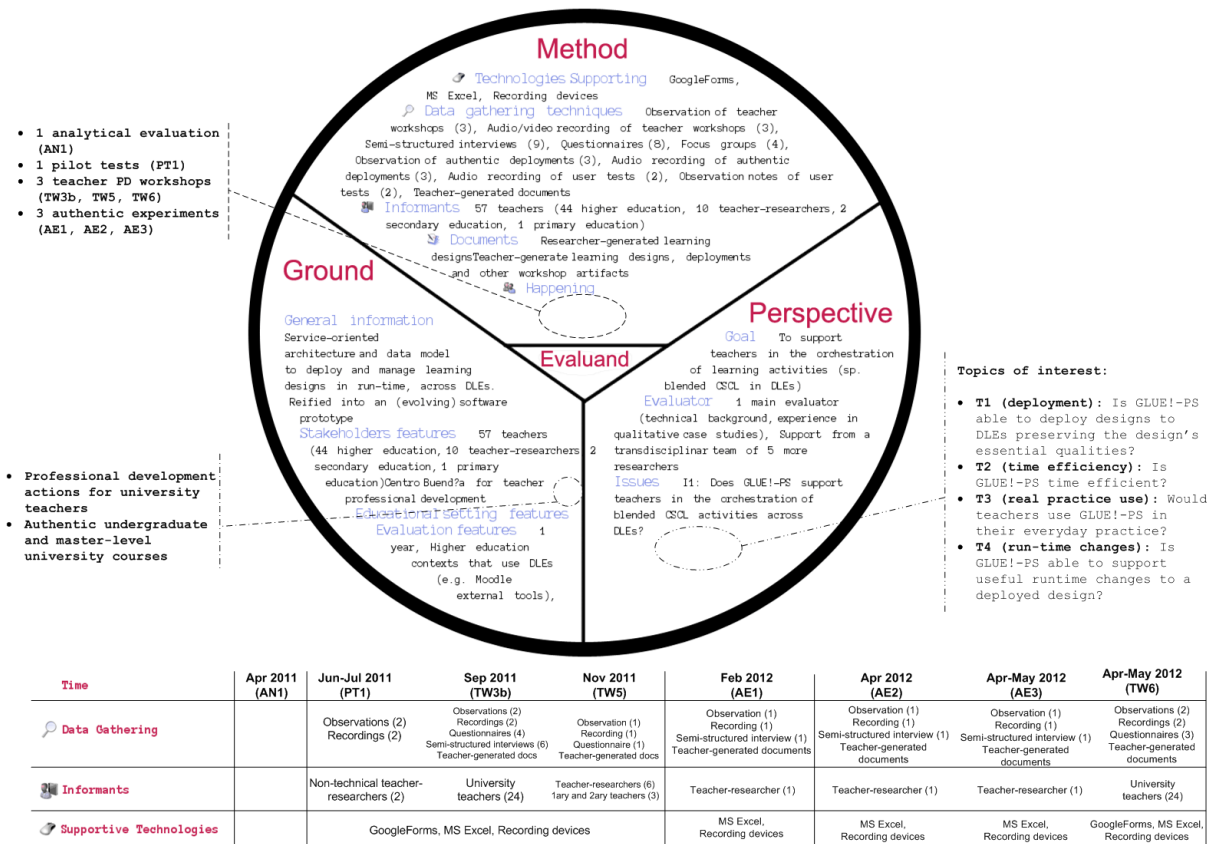 Method
Technologies Supporting GoogleForms,
MS Excel, Recording devices
Data gathering techniques Observation of teacher
workshops (3), Audio/video recording of teacher workshops (3),
Semi-structured interviews (9), Questionnaires (8), Focus groups (4),
Observation of authentic deployments (3), Audio recording of authentic
deployments (3), Audio recording of user tests (2), Observation notes of user
tests (2), Teacher-generated documents
Informants 57 teachers (44 higher education, 10 teacher-researchers, 2
secondary education, 1 primary education)
Documents Researcher-generated learning
designsTeacher-generate learning designs, deployments
and other workshop artifacts
Happening
• 1 analytical evaluation
(AN1)
• 1 pilot tests (PT1)
• 3 teacher PD workshops
(TW3b, TW5, TW6)
• 3 authentic experiments
(AE1, AE2, AE3)
Ground
General information
Service-oriented
architecture and data model
to deploy and manage learning
designs in run-time, across DLEs.
Reified into an (evolving) software
prototype
Stakeholders features 57 teachers
(44 higher education, 10 teacher-researchers 2
secondary education, 1 primary
education)Centro Buend?a for teacher
professional development
Educational setting features
Evaluation features 1
year, Higher education
contexts that use DLEs
(e.g. Moodle
external tools),
• Professional development
actions for university
teachers
• Authentic undergraduate
and master-level
university courses
Evaluand
Perspective
Goal To support
teachers in the orchestration
of learning activities (sp.
blended CSCL in DLEs)
Evaluator 1 main evaluator
(technical background, experience in
qualitative case studies), Support from a
transdisciplinar team of 5 more
researchers
Issues I1: Does GLUE!-PS support
teachers in the orchestration of
blended CSCL activities across
DLEs?
Topics of interest:
• T1 (deployment): Is GLUE!-PS
able to deploy designs to
DLEs preserving the design's
essential qualities?
• T2 (time efficiency): Is
GLUE!-PS time efficient?
• T3 (real practice use): Would
teachers use GLUE!-PS in
their everyday practice?
• T4 (run-time changes): Is
GLUE!-PS able to support
useful runtime changes to a
deployed design?
Time
Apr 2011
(AN1)
Jun-Jul 2011
(PT1)
Sep 2011
(TW3b)
Nov 2011
(TW5)
Feb 2012
(AE1)
Apr 2012
(AE2)
Apr-May 2012
(AE3)
Apr-May 2012
(TW6)
Data Gathering
Observations (2)
Recordings (2)
Observations (2)
Recordings (2)
Questionnaires (4)
Semi-structured interviews (6)
Teacher-generated docs
Observation (1)
Recording (1)
Questionnaire (1)
Teacher-generated docs
Observation (1)
Recording (1)
Semi-structured interview (1)
Teacher-generated documents
Observation (1)
Recording (1)
Semi-structured interview (1)
Teacher-generated
documents
Observation (1)
Recording (1)
Semi-structured interview (1)
Teacher-generated
documents
Observations (2)
Recordings (2)
Questionnaires (3)
Teacher-generated
documents
Informants
Non-technical teacher-
researchers (2)
University
teachers (24)
Teacher-researchers (6)
1ary and 2ary teachers (3)
Teacher-researcher (1)
Teacher-researcher (1)
Teacher-researcher (1)
University
teachers (24)
Supportive Technologies
GoogleForms, MS Excel, Recording devices
MS Excel,
Recording devices
MS Excel,
Recording devices
MS Excel,
Recording devices
GoogleForms, MS Excel,
Recording devices